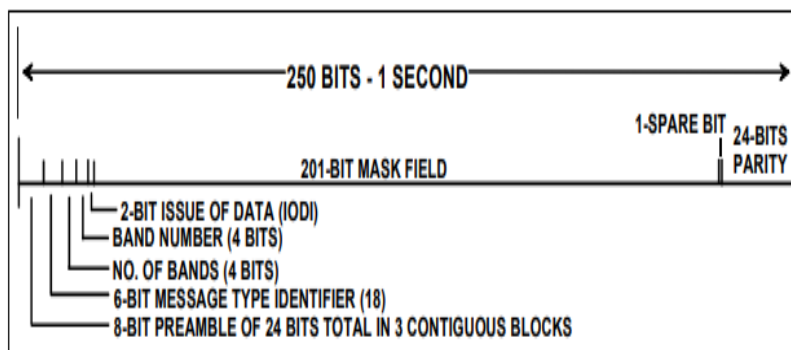 250 BITS - 1 SECOND
1-SPARE BIT
24-BITS
PARITY
201-BIT MASK FIELD
2-BIT ISSUE OF DATA (IODI)
BAND NUMBER (4 BITS)
NO. OF BANDS (4 BITS)
6-BIT MESSAGE TYPE IDENTIFIER (18)
8-BIT PREAMBLE OF 24 BITS TOTAL IN 3 CONTIGUOUS BLOCKS